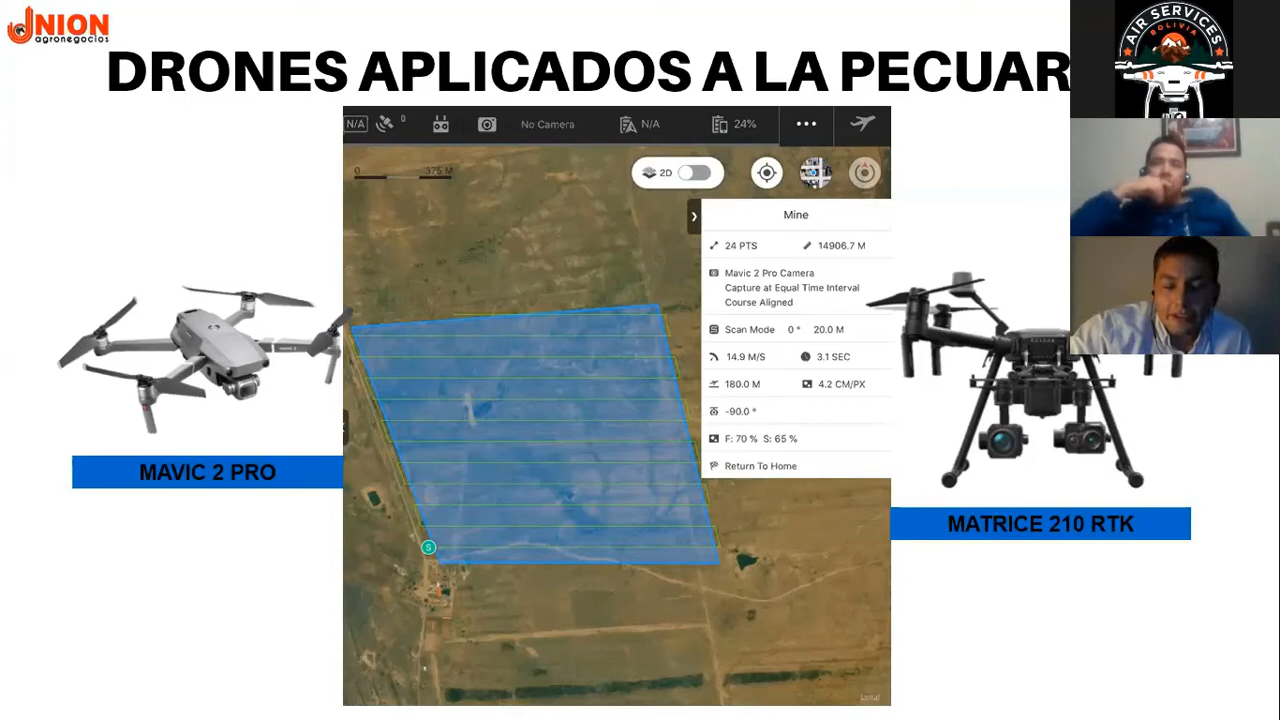 UNION
agronegocios
DRONES APLICADOS A LA PECUAR
AIR SERVICES
BOLIVIA
N/A
0
No Camera
N/A
24%
0
375 M
2D
Mine
24 PTS
14906.7 M
Mavic 2 Pro Camera
Capture at Equal Time Interval
Course Aligned
Scan Mode 0 ° 20.0 M
14.9 M/S
3.1 SEC
180.0 M
4.2 CM/PX
-90.0 °
F: 70 % S: 65 %
Return To Home
S
Legal
MAVIC 2 PRO
MATRICE 210 RTK